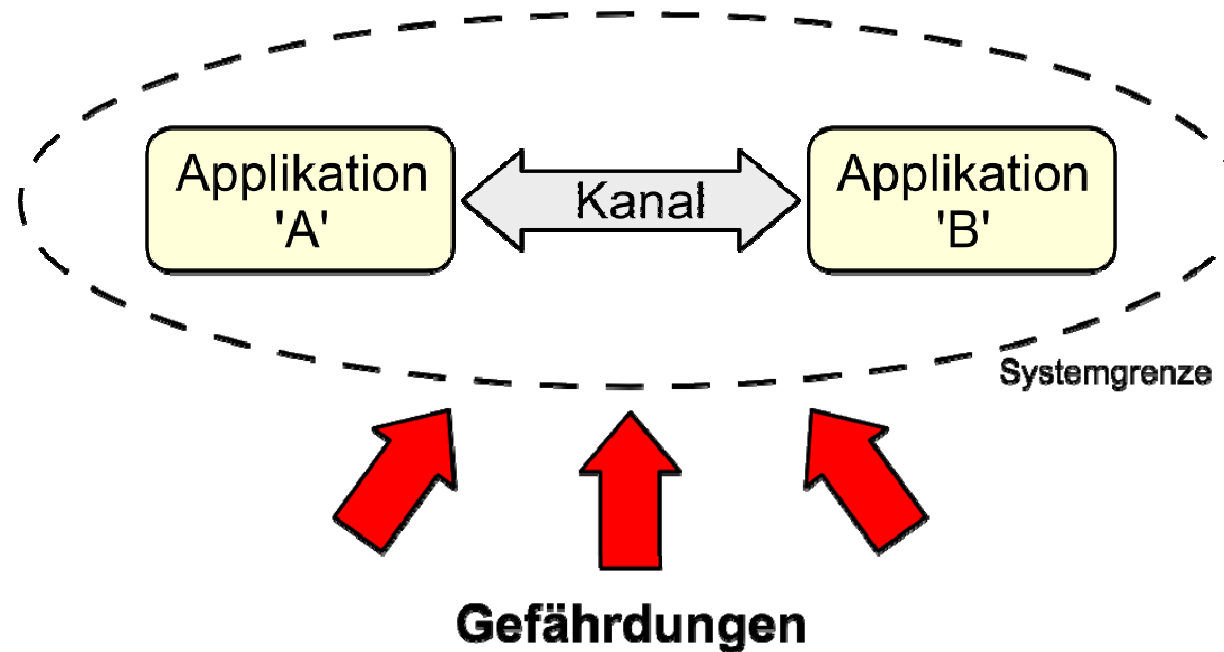 Applikation
'A'
Kanal
Applikation
'B'
Systemgrenze
Gefährdungen